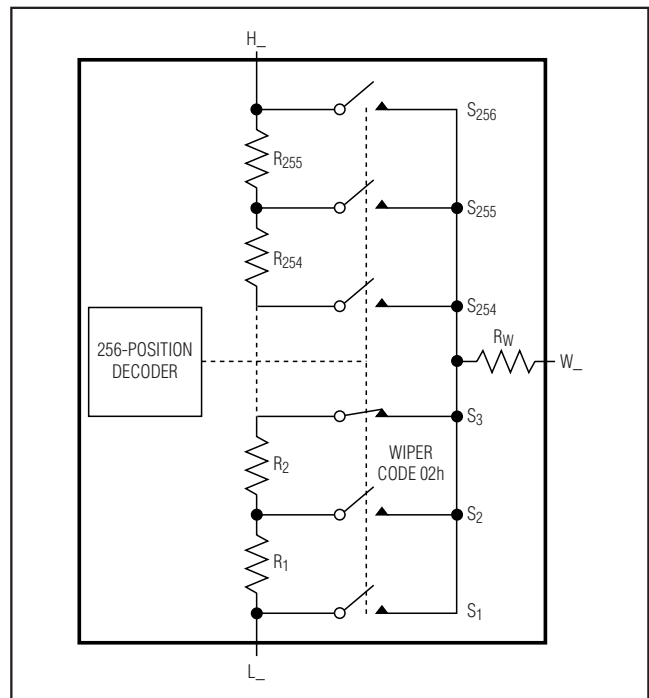 H_
S256
R255
S255
R254
S254
256-POSITION
DECODER
RW
W_
S3
R2
WIPER
CODE 02h
S2
R1
S1
L_